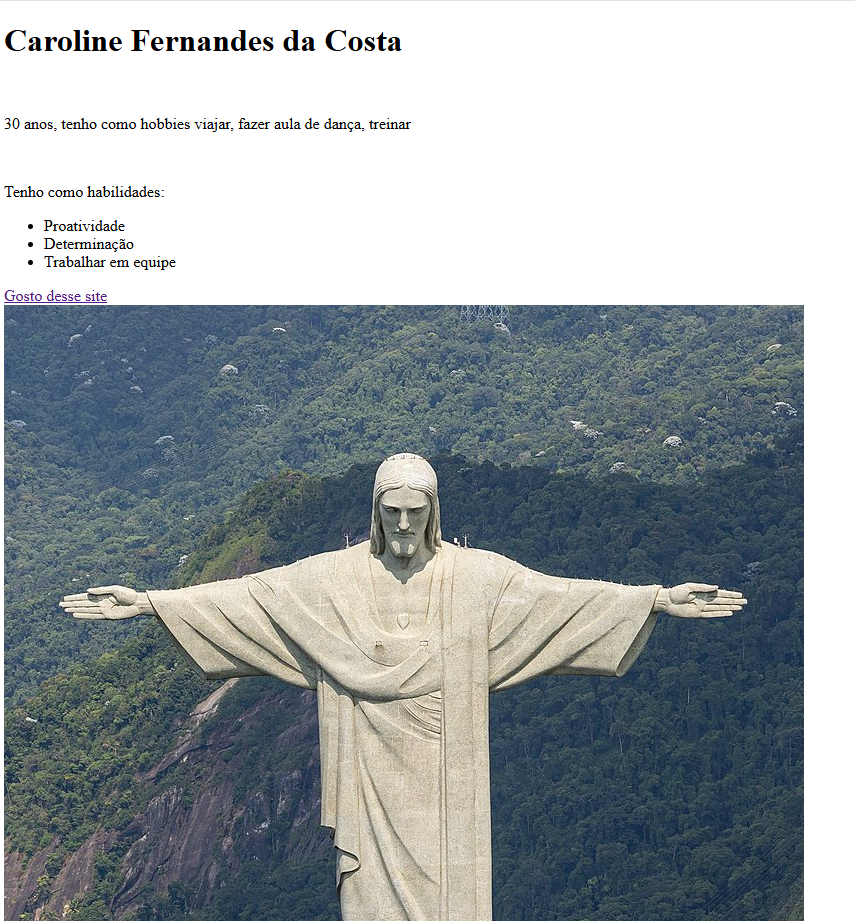 Caroline Fernandes da Costa
30 anos, tenho como hobbies viajar, fazer aula de dança, treinar
Tenho como habilidades:
Proatividade
Determinação
Trabalhar em equipe
Gosto desse site